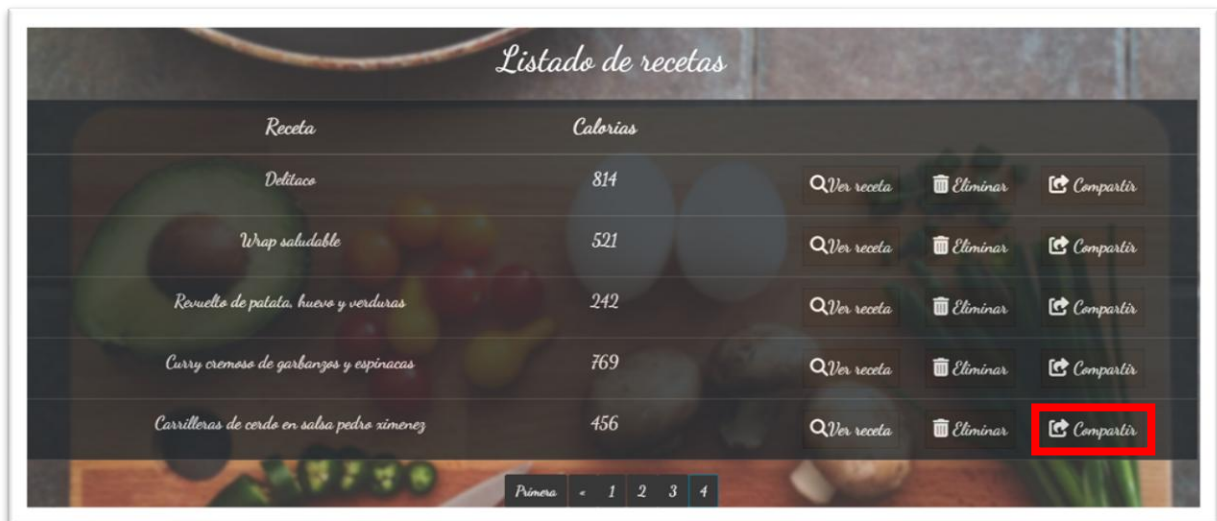 Listado de recetas
Receta Calorias
Delitaco 814 Ver receta Eliminar Compartir
Wrap saludable 521 Ver receta Eliminar Compartir
Revuelto de patata, huevo y verduras 242 Ver receta Eliminar Compartir
Curry cremoso de garbanzos y espinacas 769 Ver receta Eliminar Compartir
Carrilleras de cerdo en salsa pedro ximenez 456 Ver receta Eliminar Compartir
Primera « 1 2 3 4